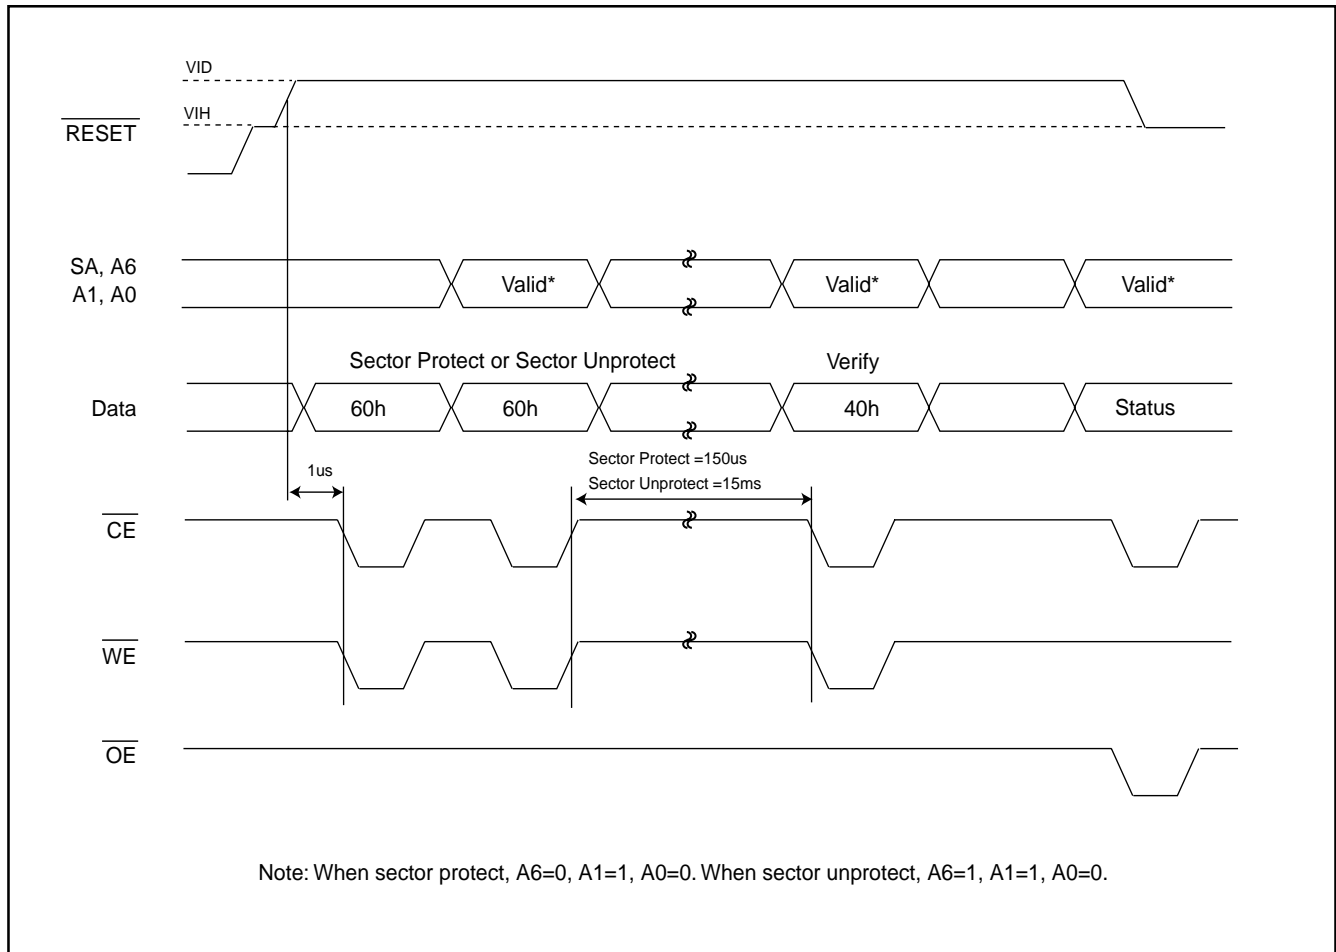 VID
VIH
RESET
SA, A6
A1, A0
Valid*
Valid*
Valid*
Sector Protect or Sector Unprotect
Verify
Data
60h
60h
40h
Status
1us
Sector Protect =150us
Sector Unprotect =15ms
CE
WE
OE
Note: When sector protect, A6=0, A1=1, A0=0. When sector unprotect, A6=1, A1=1, A0=0.